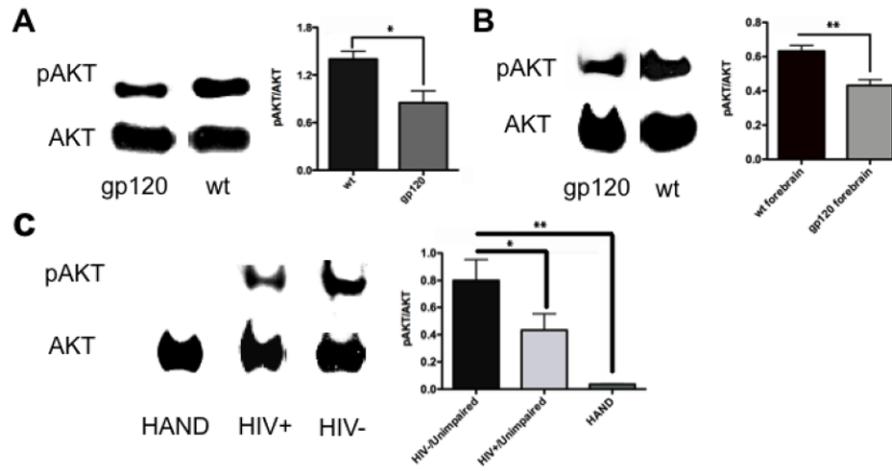 A
pAKT
AKT
gp120 wt
pAKT/AKT
1.8
1.2
0.6
0.0
*
wt
gp120
B
pAKT
AKT
gp120 wt
pAKT/AKT
0.8
0.6
0.4
0.2
0.0
**
wt forebrain
gp120 forebrain
C
pAKT
AKT
HAND HIV+ HIV-
pAKT/AKT
1.0
0.8
0.6
0.4
0.2
0.0
**
*
HIV-/Unimpaired
HIV+/Unimpaired
HAND